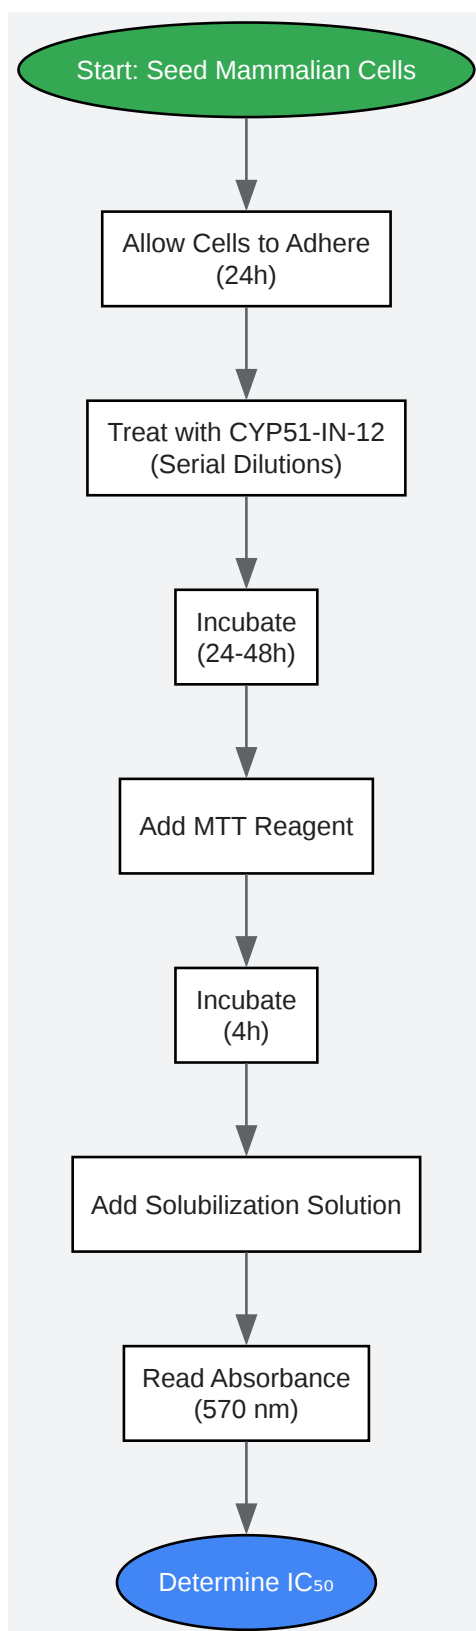 Start: Seed Mammalian Cells
Allow Cells to Adhere
(24h)
Treat with CYP51-IN-12
(Serial Dilutions)
Incubate
(24-48h)
Add MTT Reagent
Incubate
(4h)
Add Solubilization Solution
Read Absorbance
(570 nm)
Determine IC₅₀